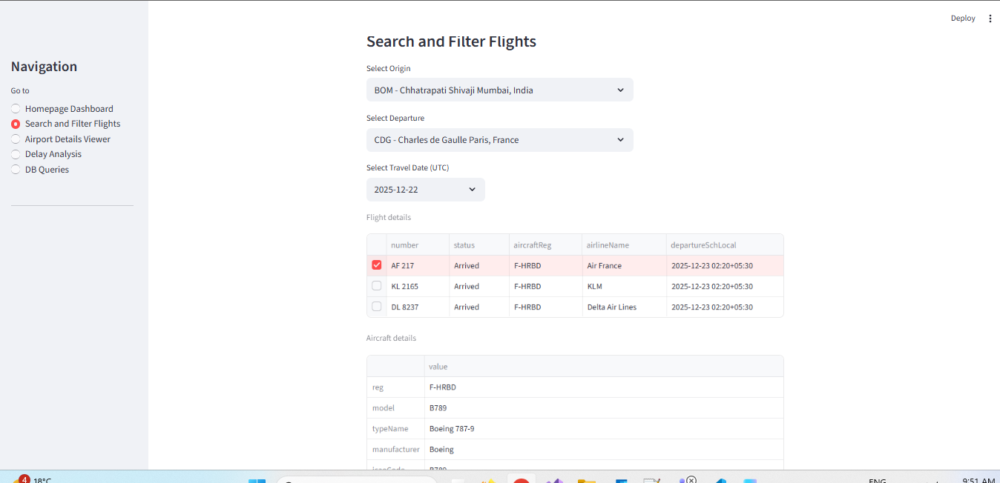 Deploy
Navigation
Go to
Homepage Dashboard
Search and Filter Flights
Airport Details Viewer
Delay Analysis
DB Queries
Search and Filter Flights
Select Origin
BOM - Chhatrapati Shivaji Mumbai, India
Select Departure
CDG - Charles de Gaulle Paris, France
Select Travel Date (UTC)
2025-12-22
Flight details
number status aircraftReg airlineName departureSchLocal
AF 217 Arrived F-HRBD Air France 2025-12-23 02:20+05:30
KL 2165 Arrived F-HRBD KLM 2025-12-23 02:20+05:30
DL 8237 Arrived F-HRBD Delta Air Lines 2025-12-23 02:20+05:30
Aircraft details
value
reg F-HRBD
model B789
typeName Boeing 787-9
manufacturer Boeing
icaoCode B789
4 18°C ENG 9:51 AM